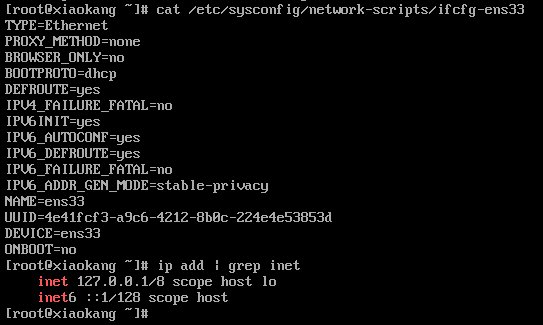 [root@xiaokang ~]# cat /etc/sysconfig/network-scripts/ifcfg-ens33
TYPE=Ethernet
PROXY_METHOD=none
BROWSER_ONLY=no
BOOTPROTO=dhcp
DEFROUTE=yes
IPV4_FAILURE_FATAL=no
IPV6INIT=yes
IPV6_AUTOCONF=yes
IPV6_DEFROUTE=yes
IPV6_FAILURE_FATAL=no
IPV6_ADDR_GEN_MODE=stable-privacy
NAME=ens33
UUID=4e41fcf3-a9c6-4212-8b0c-224e4e53853d
DEVICE=ens33
ONBOOT=no
[root@xiaokang ~]# ip add | grep inet
    inet 127.0.0.1/8 scope host lo
    inet6 ::1/128 scope host
[root@xiaokang ~]#